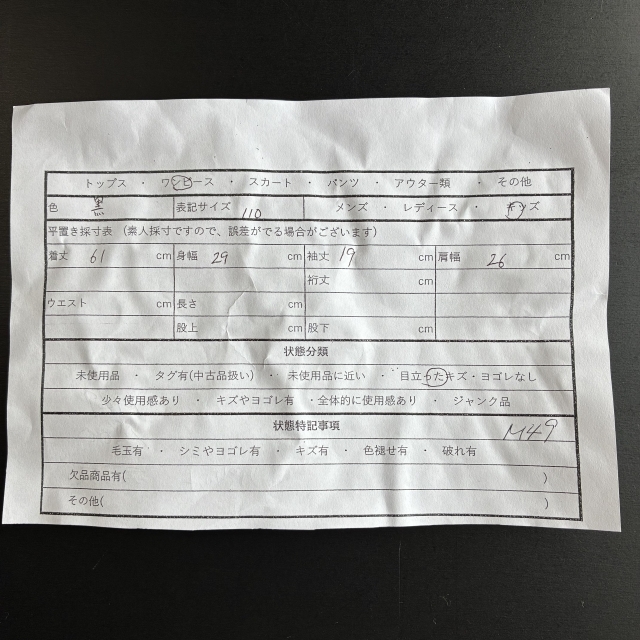 トップス ・ ワンピース ・ スカート ・ パンツ ・ アウター類 ・ その他
色 黒 表記サイズ 110 メンズ ・ レディース ・ キッズ
平置き採寸表 (素人採寸ですので、誤差がでる場合がございます)
着丈 61 cm 身幅 29 cm 袖丈 19 cm 肩幅 26 cm
裄丈 cm
ウエスト cm 長さ cm
股上 cm 股下 cm
状態分類
未使用品 ・ タグ有(中古品扱い) ・ 未使用品に近い ・ 目立ったキズ・ヨゴレなし
少々使用感あり ・ キズやヨゴレ有 ・全体的に使用感あり ・ ジャンク品
状態特記事項 M49
毛玉有 ・ シミやヨゴレ有 ・ キズ有 ・ 色褪せ有 ・ 破れ有
欠品商品有( )
その他( )